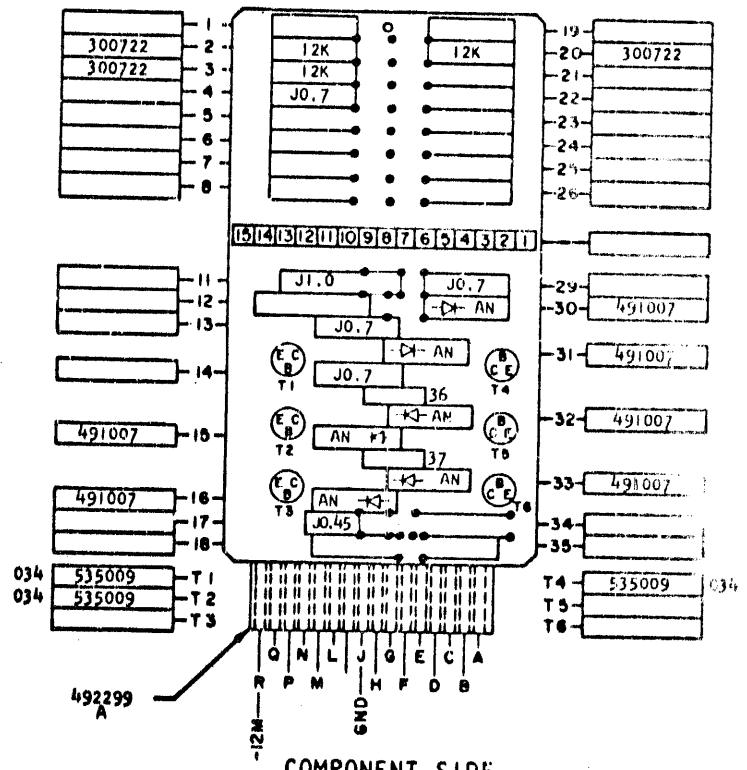 1 19
300722 2 12K 12K 20 300722
300722 3 12K 21
4 J0.7 22
5 23
6 24
7 25
8 26
15 14 13 12 11 10 9 8 7 6 5 4 3 2 1
11 J1.0 J0.7 29
12 AN 30 491007
13 J0.7
AN 31 491007
14 E C B T1 J0.7 B C E T4
36
AN 32 491007
491007 15 E C B T2 AN B C E T5
37
AN 33 491007
491007 16 E C B T3 AN B C E T6
17 J0.45 34
18 35
034 535009 T1 T4 535009 034
034 535009 T2 T5
T3 T6
Q N L J G E C A
R P M H F D B
492299
A
-12M GND
COMPONENT SIDE